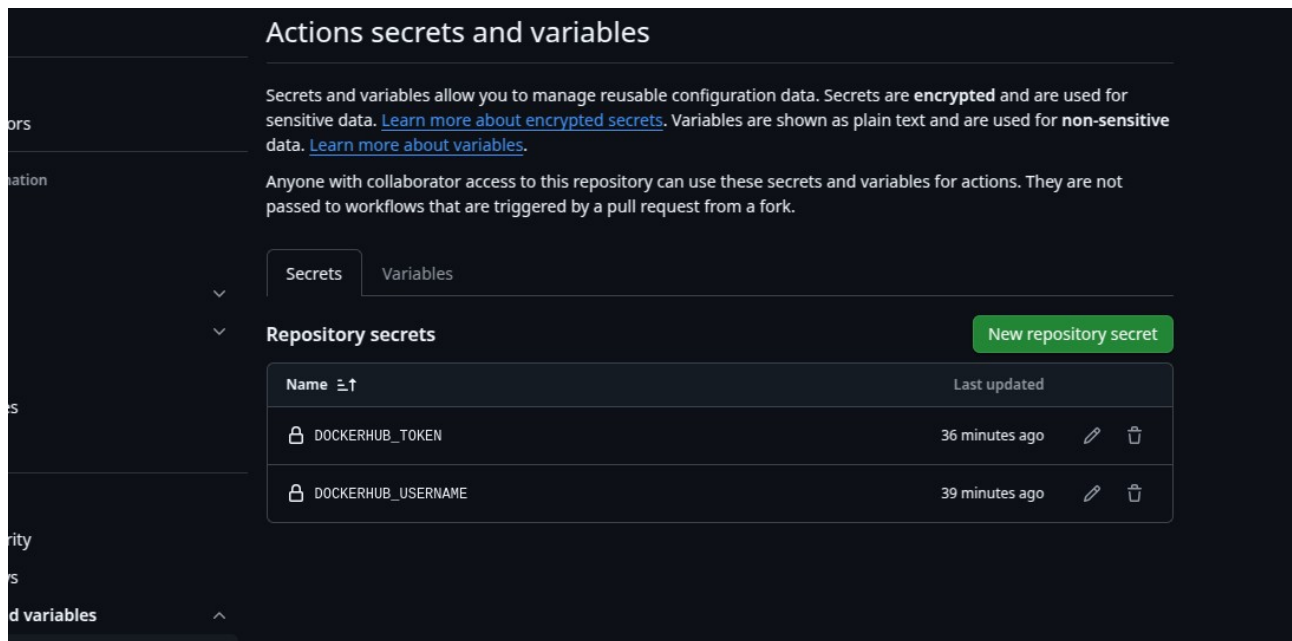 Actions secrets and variables
Secrets and variables allow you to manage reusable configuration data. Secrets are encrypted and are used for
sensitive data. Learn more about encrypted secrets. Variables are shown as plain text and are used for non-sensitive
data. Learn more about variables.
Anyone with collaborator access to this repository can use these secrets and variables for actions. They are not
passed to workflows that are triggered by a pull request from a fork.
Secrets Variables
Repository secrets New repository secret
Name Last updated
DOCKERHUB_TOKEN 36 minutes ago
DOCKERHUB_USERNAME 39 minutes ago
ors
nation
es
rity
ys
d variables